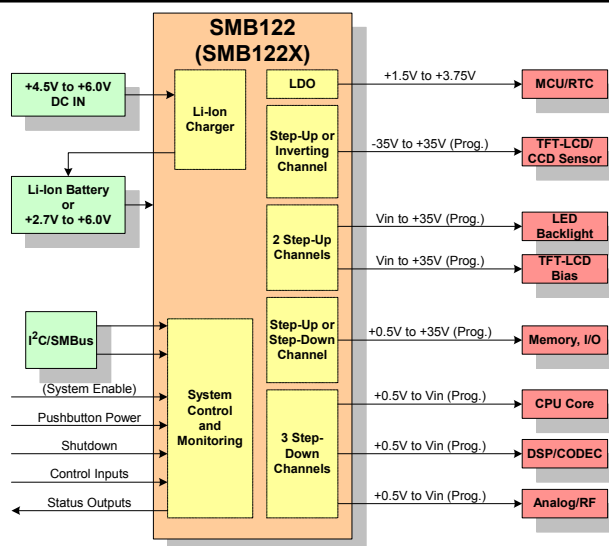 SMB122
(SMB122X)
+4.5V to +6.0V
DC IN
Li-Ion
Charger
Li-Ion Battery
or
+2.7V to +6.0V
I²C/SMBus
(System Enable)
Pushbutton Power
Shutdown
Control Inputs
Status Outputs
System
Control
and
Monitoring
LDO
+1.5V to +3.75V
MCU/RTC
Step-Up or
Inverting
Channel
-35V to +35V (Prog.)
TFT-LCD/
CCD Sensor
2 Step-Up
Channels
Vin to +35V (Prog.)
LED
Backlight
Vin to +35V (Prog.)
TFT-LCD
Bias
Step-Up or
Step-Down
Channel
+0.5V to +35V (Prog.)
Memory, I/O
3 Step-
Down
Channels
+0.5V to Vin (Prog.)
CPU Core
+0.5V to Vin (Prog.)
DSP/CODEC
+0.5V to Vin (Prog.)
Analog/RF